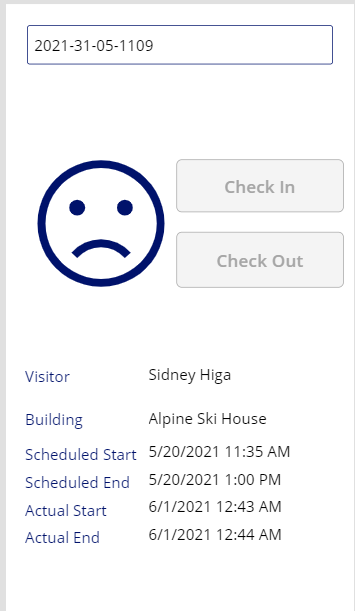 2021-31-05-1109
Check In
Check Out
Visitor Sidney Higa
Building Alpine Ski House
Scheduled Start 5/20/2021 11:35 AM
Scheduled End 5/20/2021 1:00 PM
Actual Start 6/1/2021 12:43 AM
Actual End 6/1/2021 12:44 AM